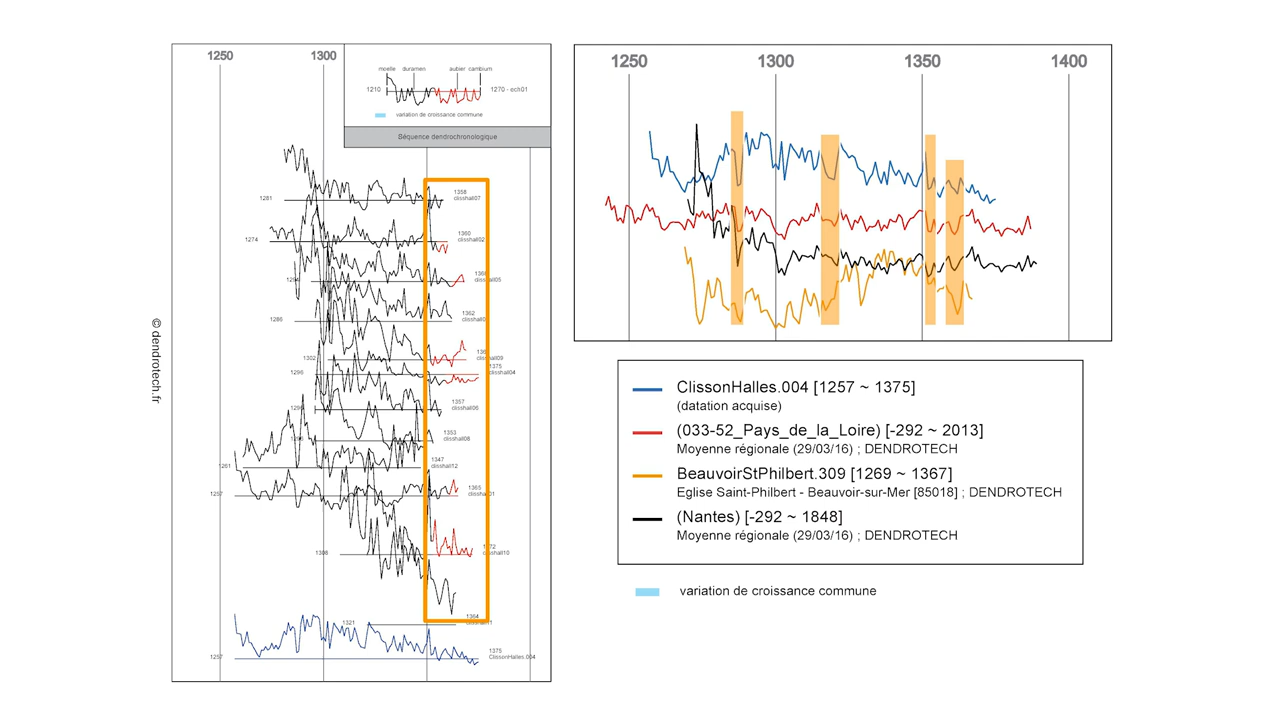 1250
1300
moelle duramen aubier cambium
1210
1270 - ech01
variation de croissance commune
Séquence dendrochronologique
1281
1358
clisshall07
1274
1360
clisshall02
clisshall05
1286
1362
1302
1296
1375
clisshall04
1357
clisshall06
1353
clisshall08
1261
1347
clisshall12
1257
1365
1308
1321
1364
1257
1375
ClissonHalles.004
© dendrotech.fr
1250
1300
1350
1400
ClissonHalles.004 [1257 ~ 1375]
(datation acquise)
(033-52_Pays_de_la_Loire) [-292 ~ 2013]
Moyenne régionale (29/03/16) ; DENDROTECH
BeauvoirStPhilbert.309 [1269 ~ 1367]
Eglise Saint-Philbert - Beauvoir-sur-Mer [85018] ; DENDROTECH
(Nantes) [-292 ~ 1848]
Moyenne régionale (29/03/16) ; DENDROTECH
variation de croissance commune